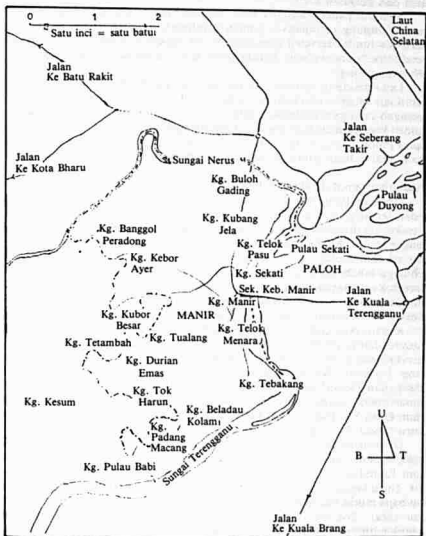 0 1 2
Satu inci = satu batu
Laut
China
Selatan
Jalan
Ke Batu Rakit
Jalan
Ke Seberang
Takir
Jalan
Ke Kota Bharu
Sungai Nerus
Kg. Buloh
Gading
Pulau
Duyong
Kg. Kubang
Jela
Kg. Banggol
Peradong
Kg. Telok
Pasu
Pulau Sekati
Kg. Kebor
Ayer
Kg. Sekati
PALOH
Sek. Keb. Manir
Jalan
Ke Kuala
Terengganu
Kg. Manir
Kg. Kubor
Besar
MANIR
Kg. Telok
Menara
Kg. Tetambah
Kg. Tualang
Kg. Durian
Emas
Kg. Tebakang
Kg. Tok
Harun
Kg. Kesum
Kg. Beladau
Kolam
Kg.
Padang
Macang
Kg. Pulau Babi
Sungai Terengganu
U
B T
S
Jalan
Ke Kuala Brang